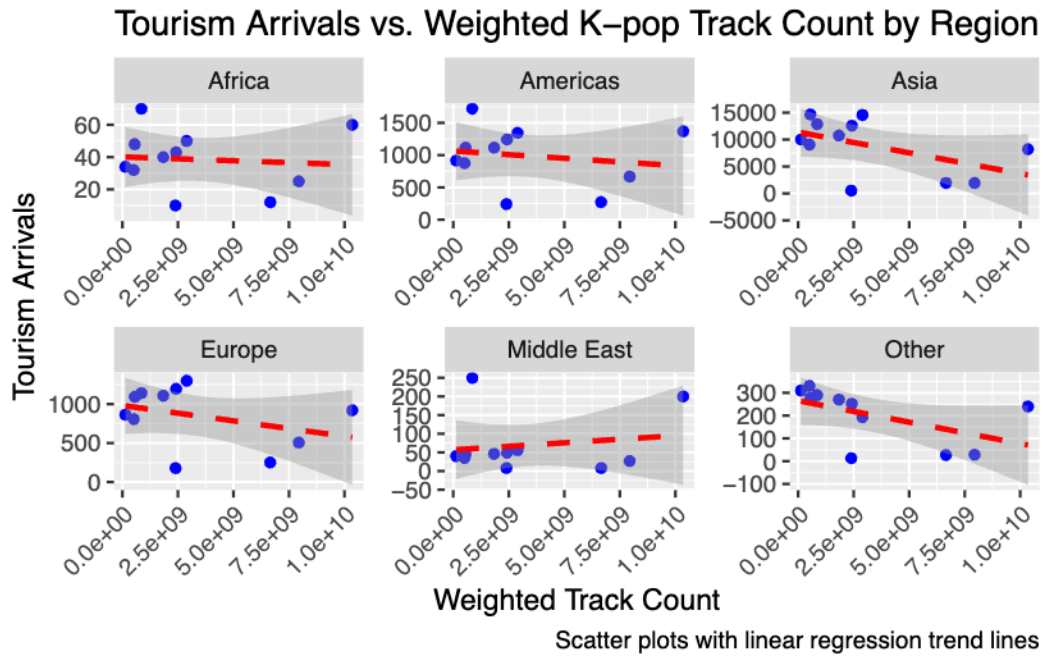 Tourism Arrivals vs. Weighted K−pop Track Count by Region
Africa
Americas
Asia
60
40
20
1500
1000
500
0
15000
10000
5000
0
−5000
0.0e+00
2.5e+09
5.0e+09
7.5e+09
1.0e+10
0.0e+00
2.5e+09
5.0e+09
7.5e+09
1.0e+10
0.0e+00
2.5e+09
5.0e+09
7.5e+09
1.0e+10
Tourism Arrivals
Europe
Middle East
Other
1000
500
0
250
200
150
100
50
0
−50
300
200
100
0
−100
0.0e+00
2.5e+09
5.0e+09
7.5e+09
1.0e+10
0.0e+00
2.5e+09
5.0e+09
7.5e+09
1.0e+10
0.0e+00
2.5e+09
5.0e+09
7.5e+09
1.0e+10
Weighted Track Count
Scatter plots with linear regression trend lines